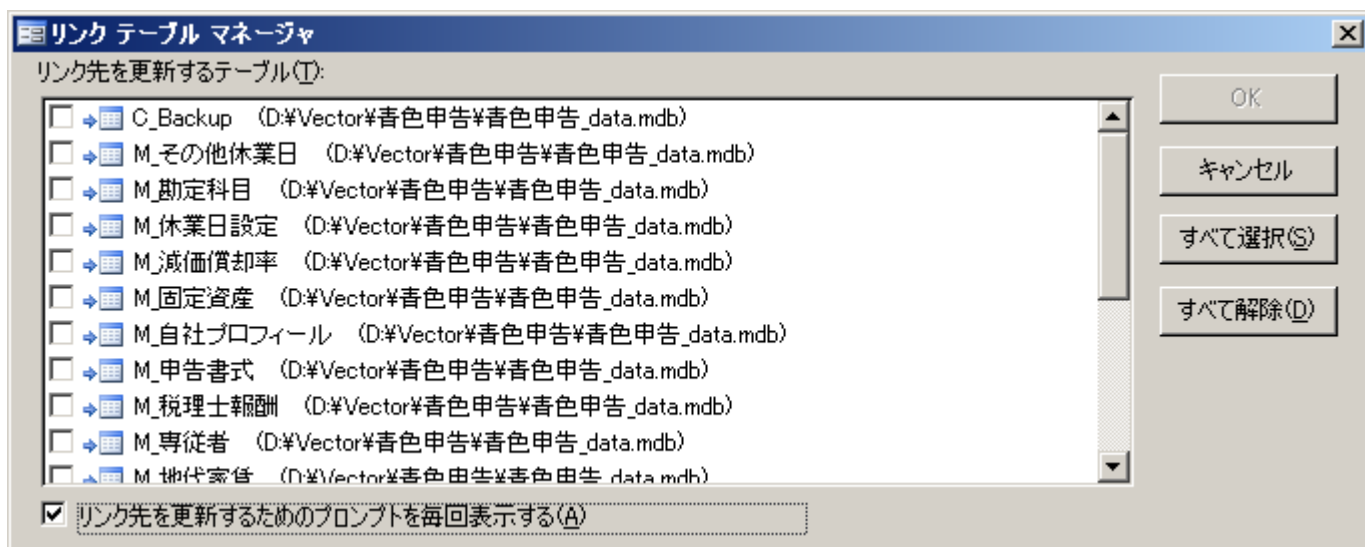 リンク テーブル マネージャ
リンク先を更新するテーブル(T):
C_Backup (D:¥Vector¥青色申告¥青色申告_data.mdb)
M_その他休業日 (D:¥Vector¥青色申告¥青色申告_data.mdb)
M_勘定科目 (D:¥Vector¥青色申告¥青色申告_data.mdb)
M_休業日設定 (D:¥Vector¥青色申告¥青色申告_data.mdb)
M_減価償却率 (D:¥Vector¥青色申告¥青色申告_data.mdb)
M_固定資産 (D:¥Vector¥青色申告¥青色申告_data.mdb)
M_自社プロフィール (D:¥Vector¥青色申告¥青色申告_data.mdb)
M_申告書式 (D:¥Vector¥青色申告¥青色申告_data.mdb)
M_税理士報酬 (D:¥Vector¥青色申告¥青色申告_data.mdb)
M_専従者 (D:¥Vector¥青色申告¥青色申告_data.mdb)
M_地代家賃 (D:¥Vector¥青色申告¥青色申告_data.mdb)
リンク先を更新するためのプロンプトを毎回表示する(A)
OK
キャンセル
すべて選択(S)
すべて解除(D)